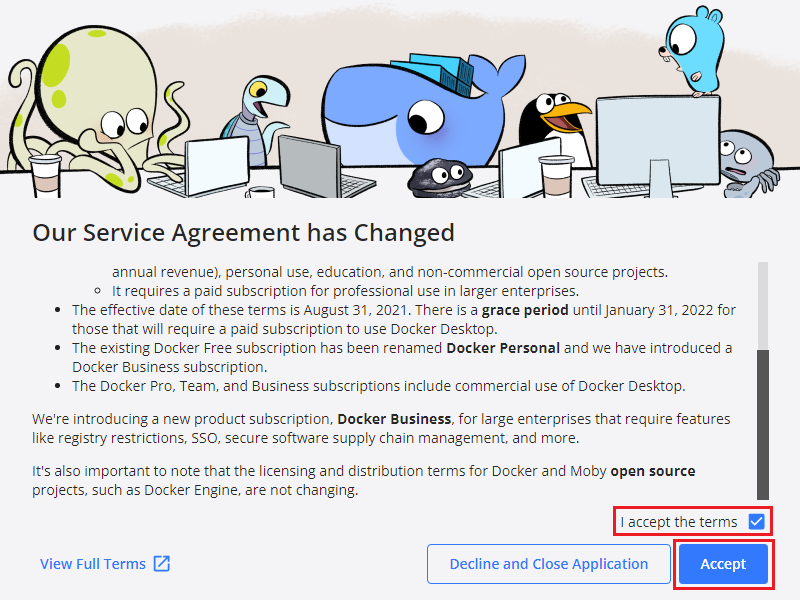 Our Service Agreement has Changed
annual revenue), personal use, education, and non-commercial open source projects.
It requires a paid subscription for professional use in larger enterprises.
The effective date of these terms is August 31, 2021. There is a grace period until January 31, 2022 for
those that will require a paid subscription to use Docker Desktop.
The existing Docker Free subscription has been renamed Docker Personal and we have introduced a
Docker Business subscription.
The Docker Pro, Team, and Business subscriptions include commercial use of Docker Desktop.
We're introducing a new product subscription, Docker Business, for large enterprises that require features
like registry restrictions, SSO, secure software supply chain management, and more.
It's also important to note that the licensing and distribution terms for Docker and Moby open source
projects, such as Docker Engine, are not changing.
I accept the terms
View Full Terms
Decline and Close Application
Accept